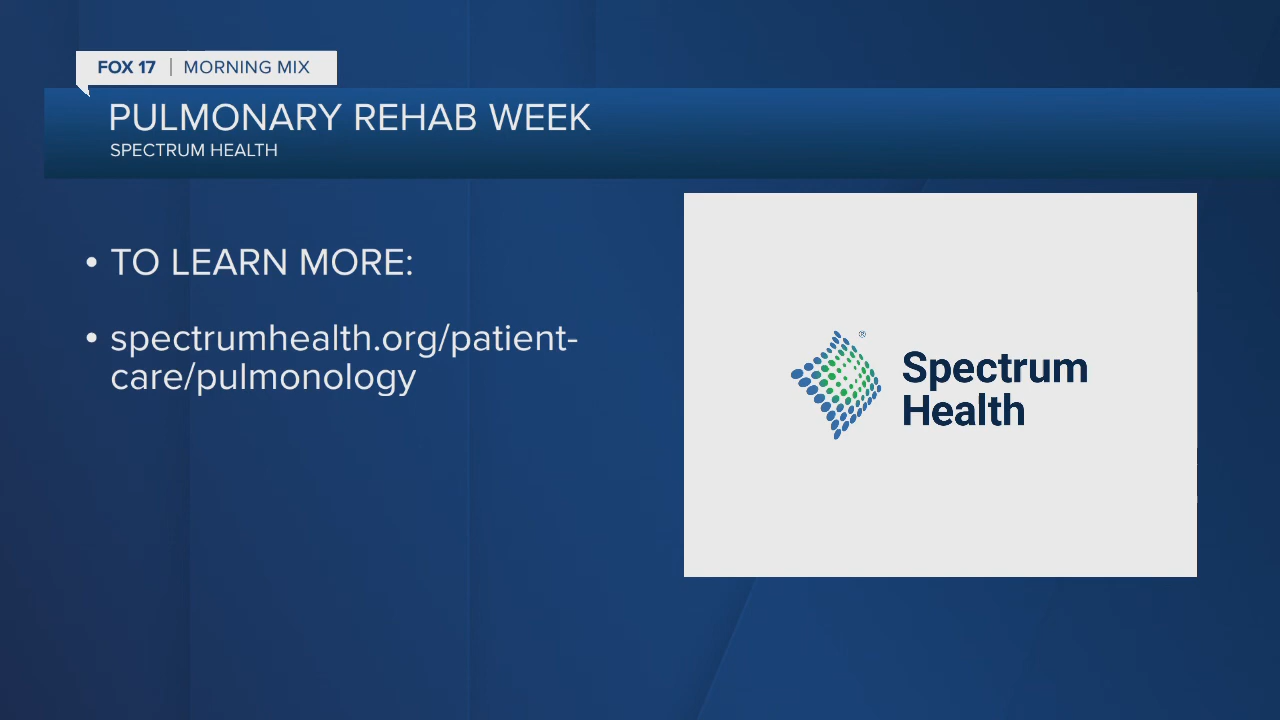 FOX 17 | MORNING MIX
PULMONARY REHAB WEEK
SPECTRUM HEALTH
• TO LEARN MORE:
• spectrumhealth.org/patient-
care/pulmonology
®
Spectrum
Health